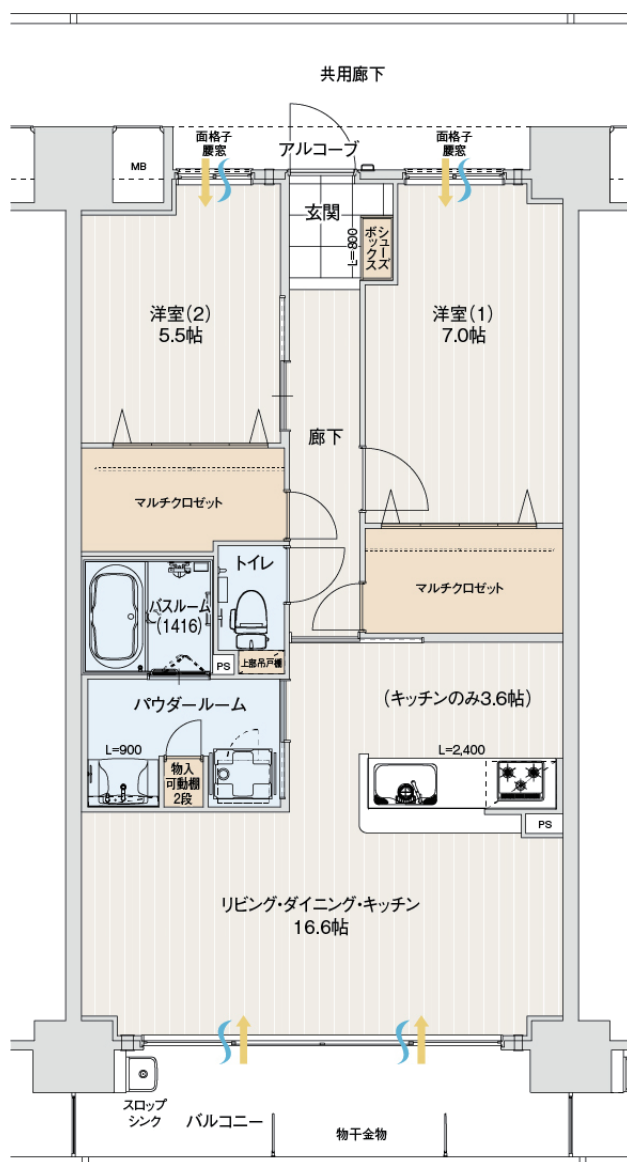 共用廊下
面格子
腰窓
アルコーブ
面格子
腰窓
MB
玄関
L=800
シューズ
ボックス
洋室(2)
5.5帖
洋室(1)
7.0帖
廊下
マルチクロゼット
トイレ
マルチクロゼット
バスルーム
(1416)
上部吊戸棚
PS
パウダールーム
(キッチンのみ3.6帖)
L=900
L=2,400
物入
可動棚
2段
PS
リビング・ダイニング・キッチン
16.6帖
スロップ
シンク
バルコニー
物干金物